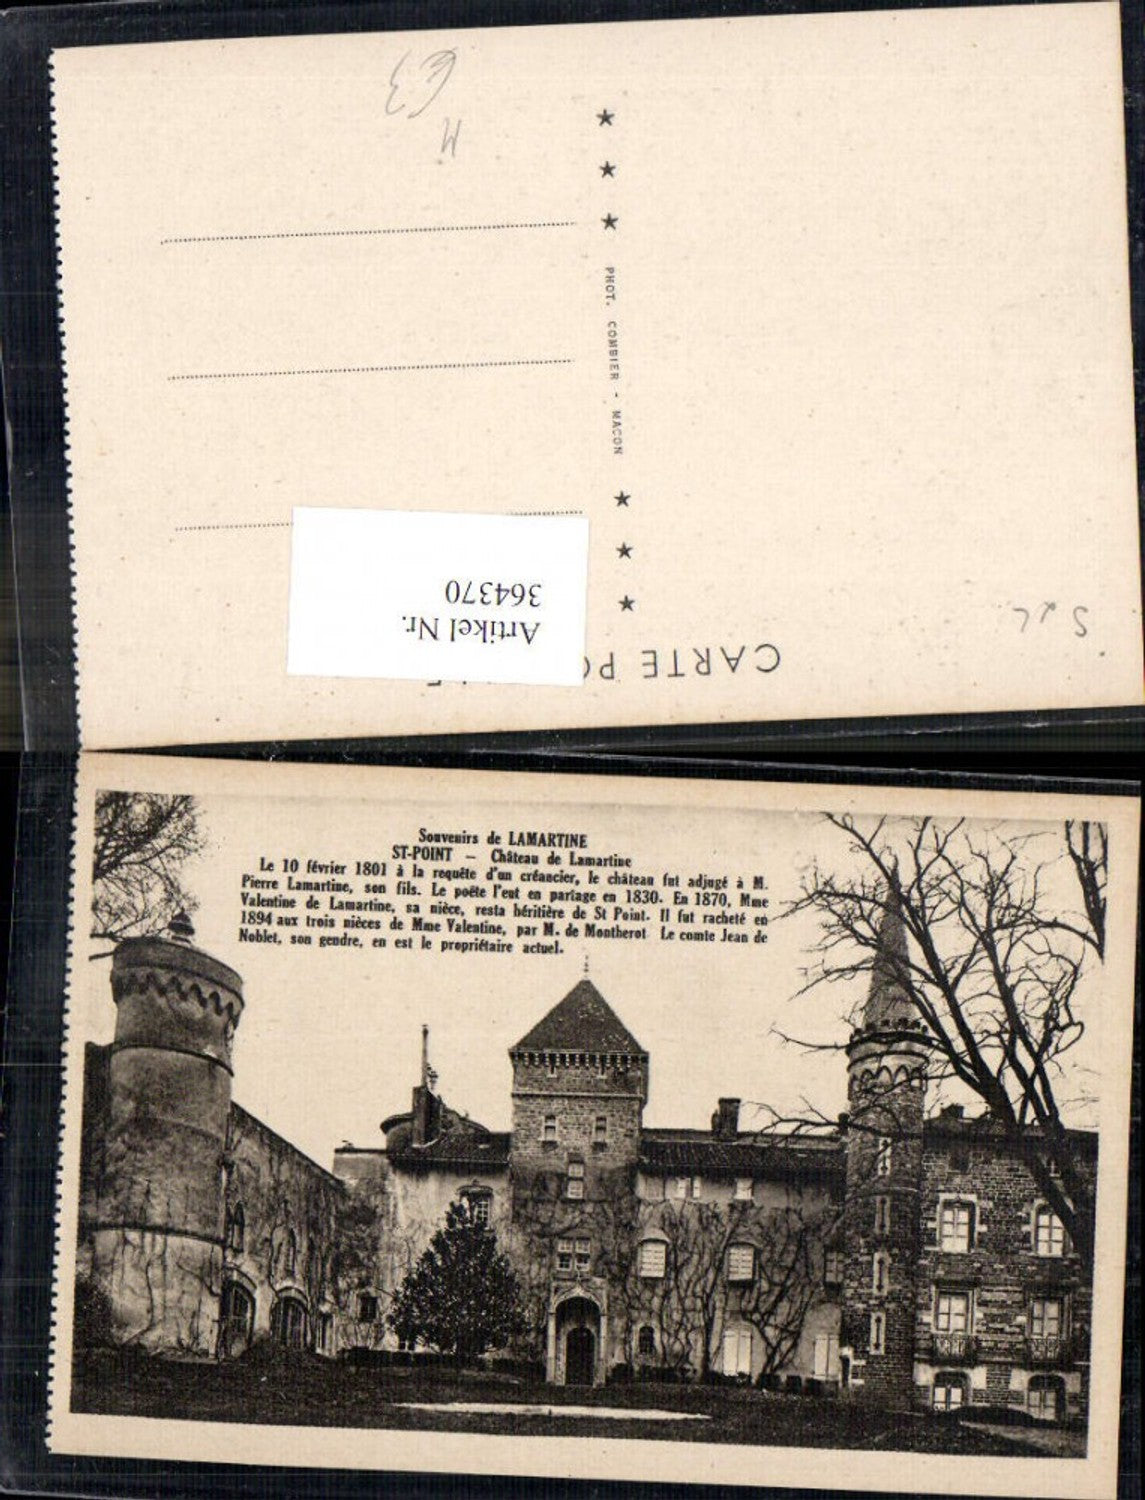 €3
M
★ ★ ★ PHOT. COMBIER - MACON ★ ★ ★
Artikel Nr.
364370
CARTE PO
Souvenirs de LAMARTINE
ST-POINT — Château de Lamartine
Le 10 février 1801 à la requête d'un créancier, le château fut adjugé à M.
Pierre Lamartine, son fils. Le poëte l'eut en partage en 1830. En 1870, Mme
Valentine de Lamartine, sa nièce, resta héritière de St Point. Il fut racheté en
1894 aux trois nièces de Mme Valentine, par M. de Montherot Le comte Jean de
Noblet, son gendre, en est le propriétaire actuel.